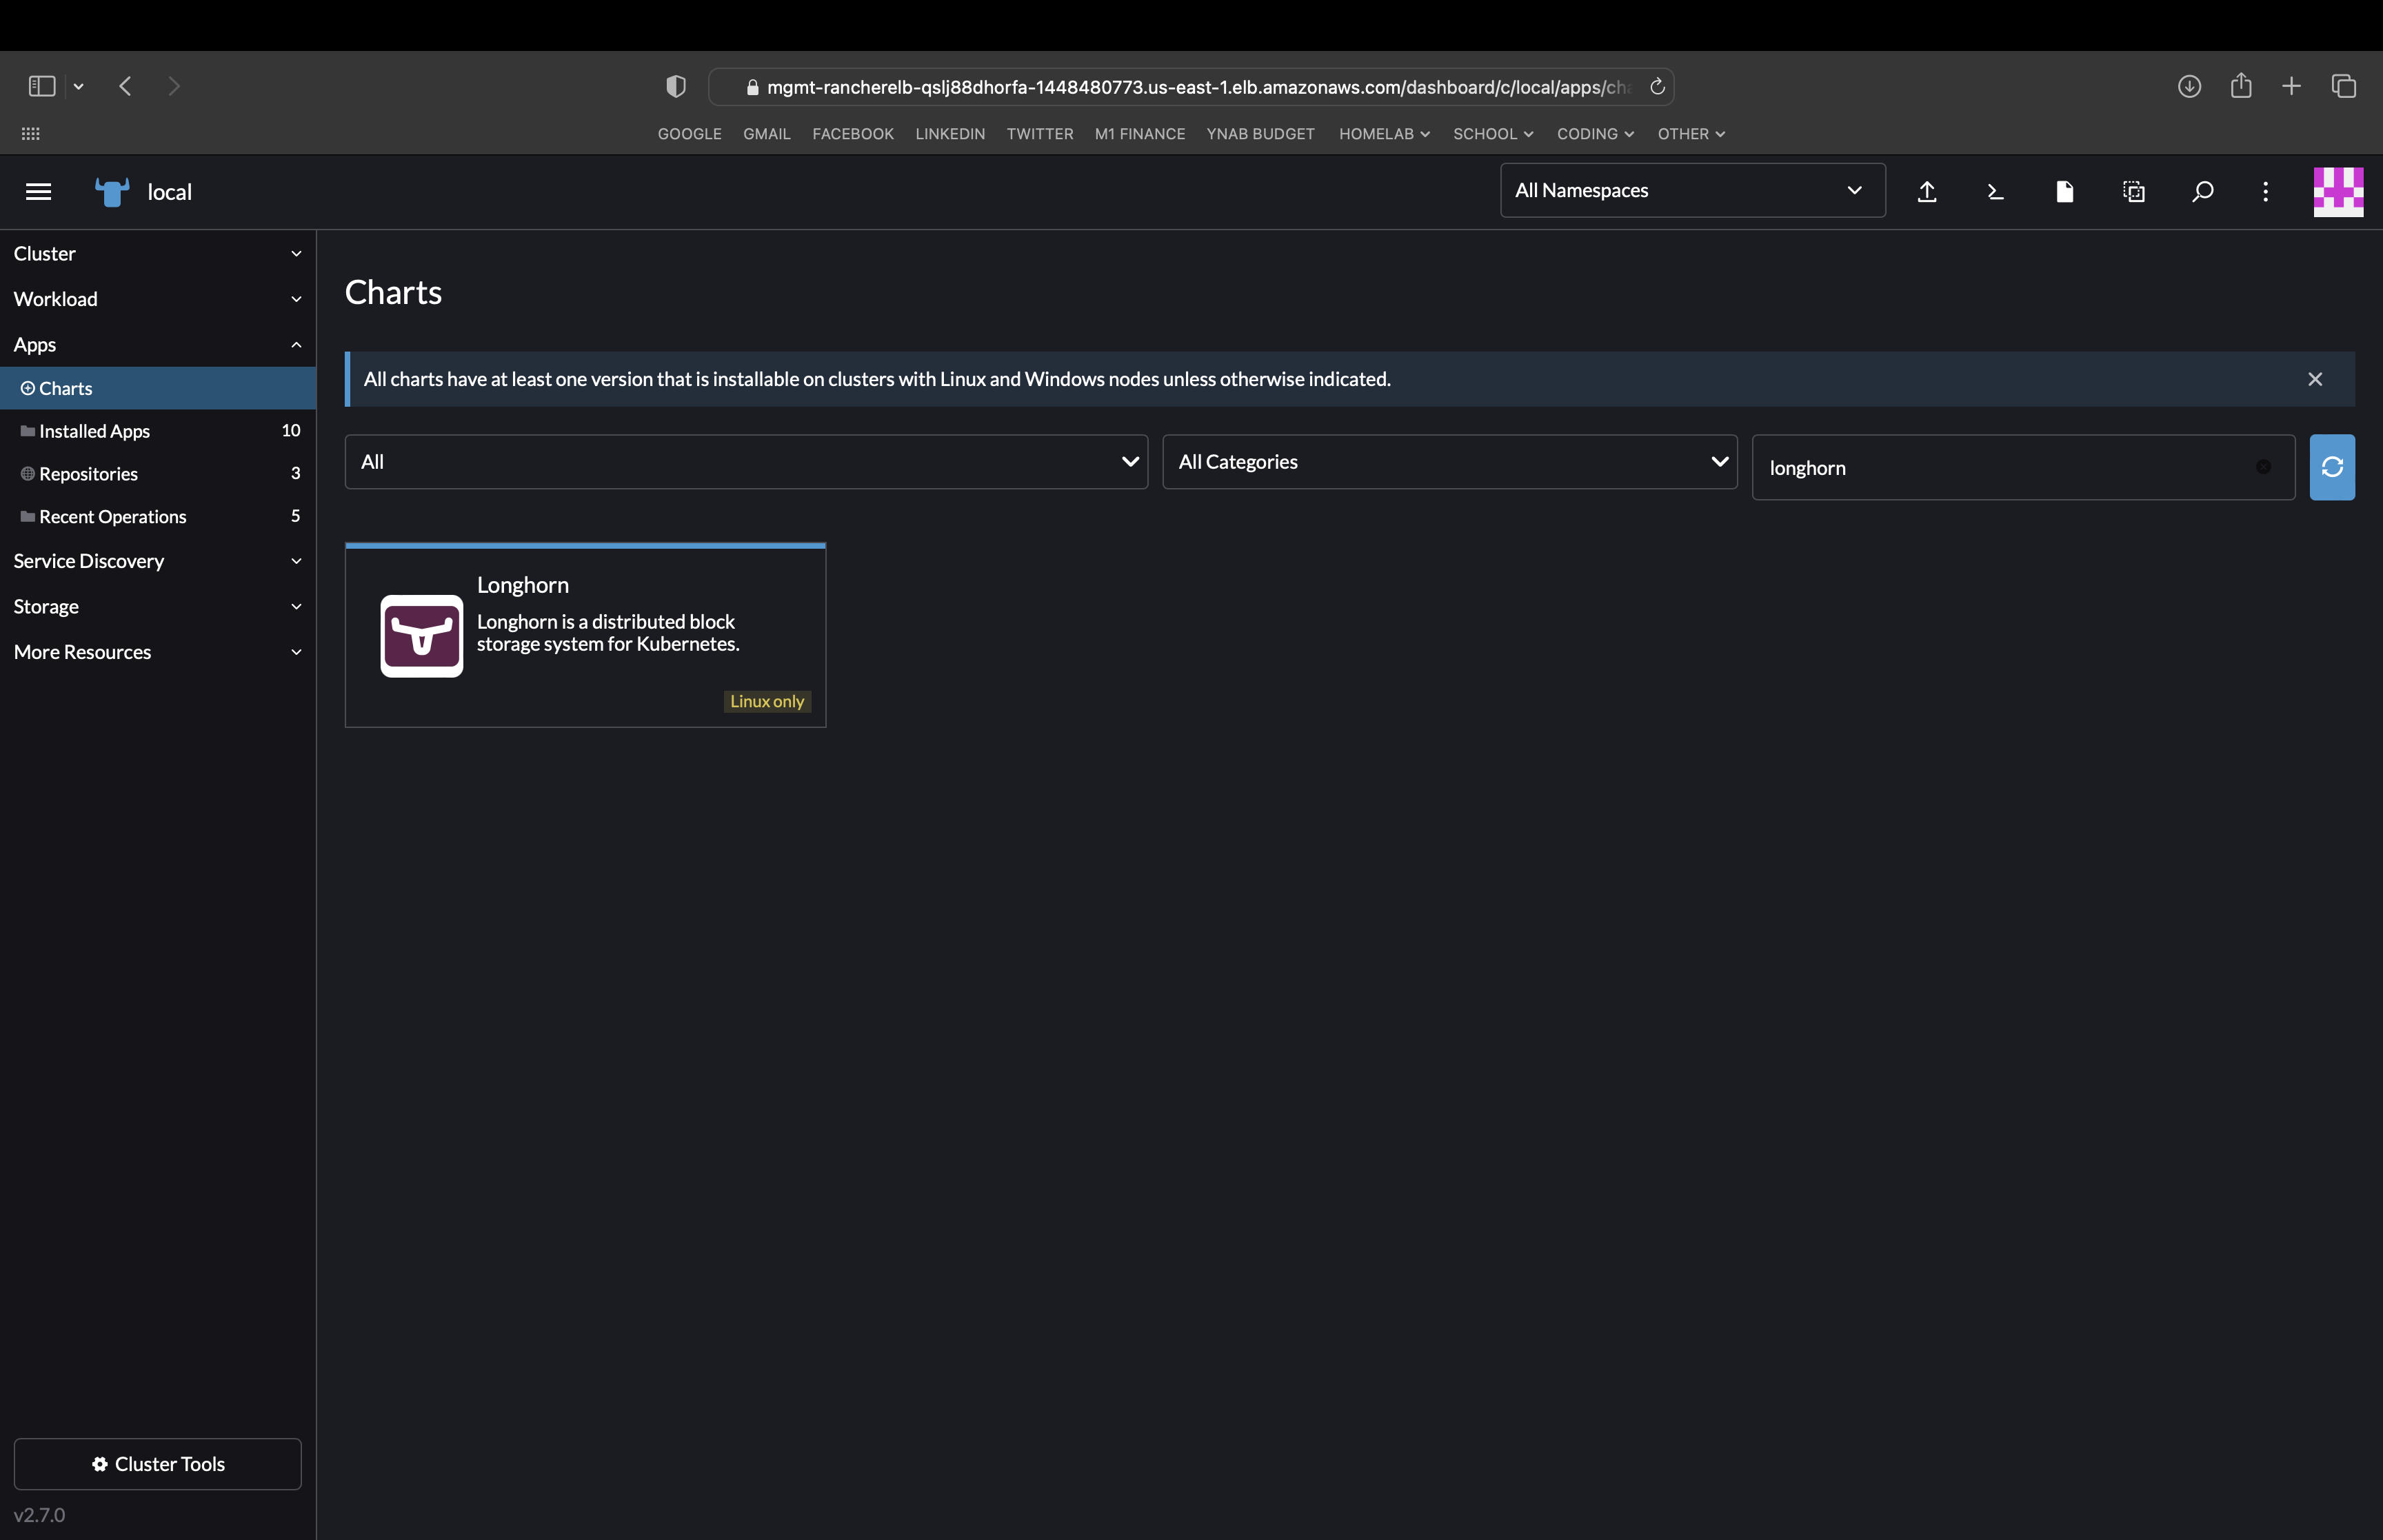 mgmt-rancherelb-qslj88dhorfa-1448480773.us-east-1.elb.amazonaws.com/dashboard/c/local/apps/cha
GOOGLE GMAIL FACEBOOK LINKEDIN TWITTER M1 FINANCE YNAB BUDGET HOMELAB SCHOOL CODING OTHER
local
All Namespaces
Cluster
Workload
Apps
Charts
Installed Apps 10
Repositories 3
Recent Operations 5
Service Discovery
Storage
More Resources
Cluster Tools
v2.7.0
Charts
All charts have at least one version that is installable on clusters with Linux and Windows nodes unless otherwise indicated.
All
All Categories
longhorn
Longhorn
Longhorn is a distributed block
storage system for Kubernetes.
Linux only